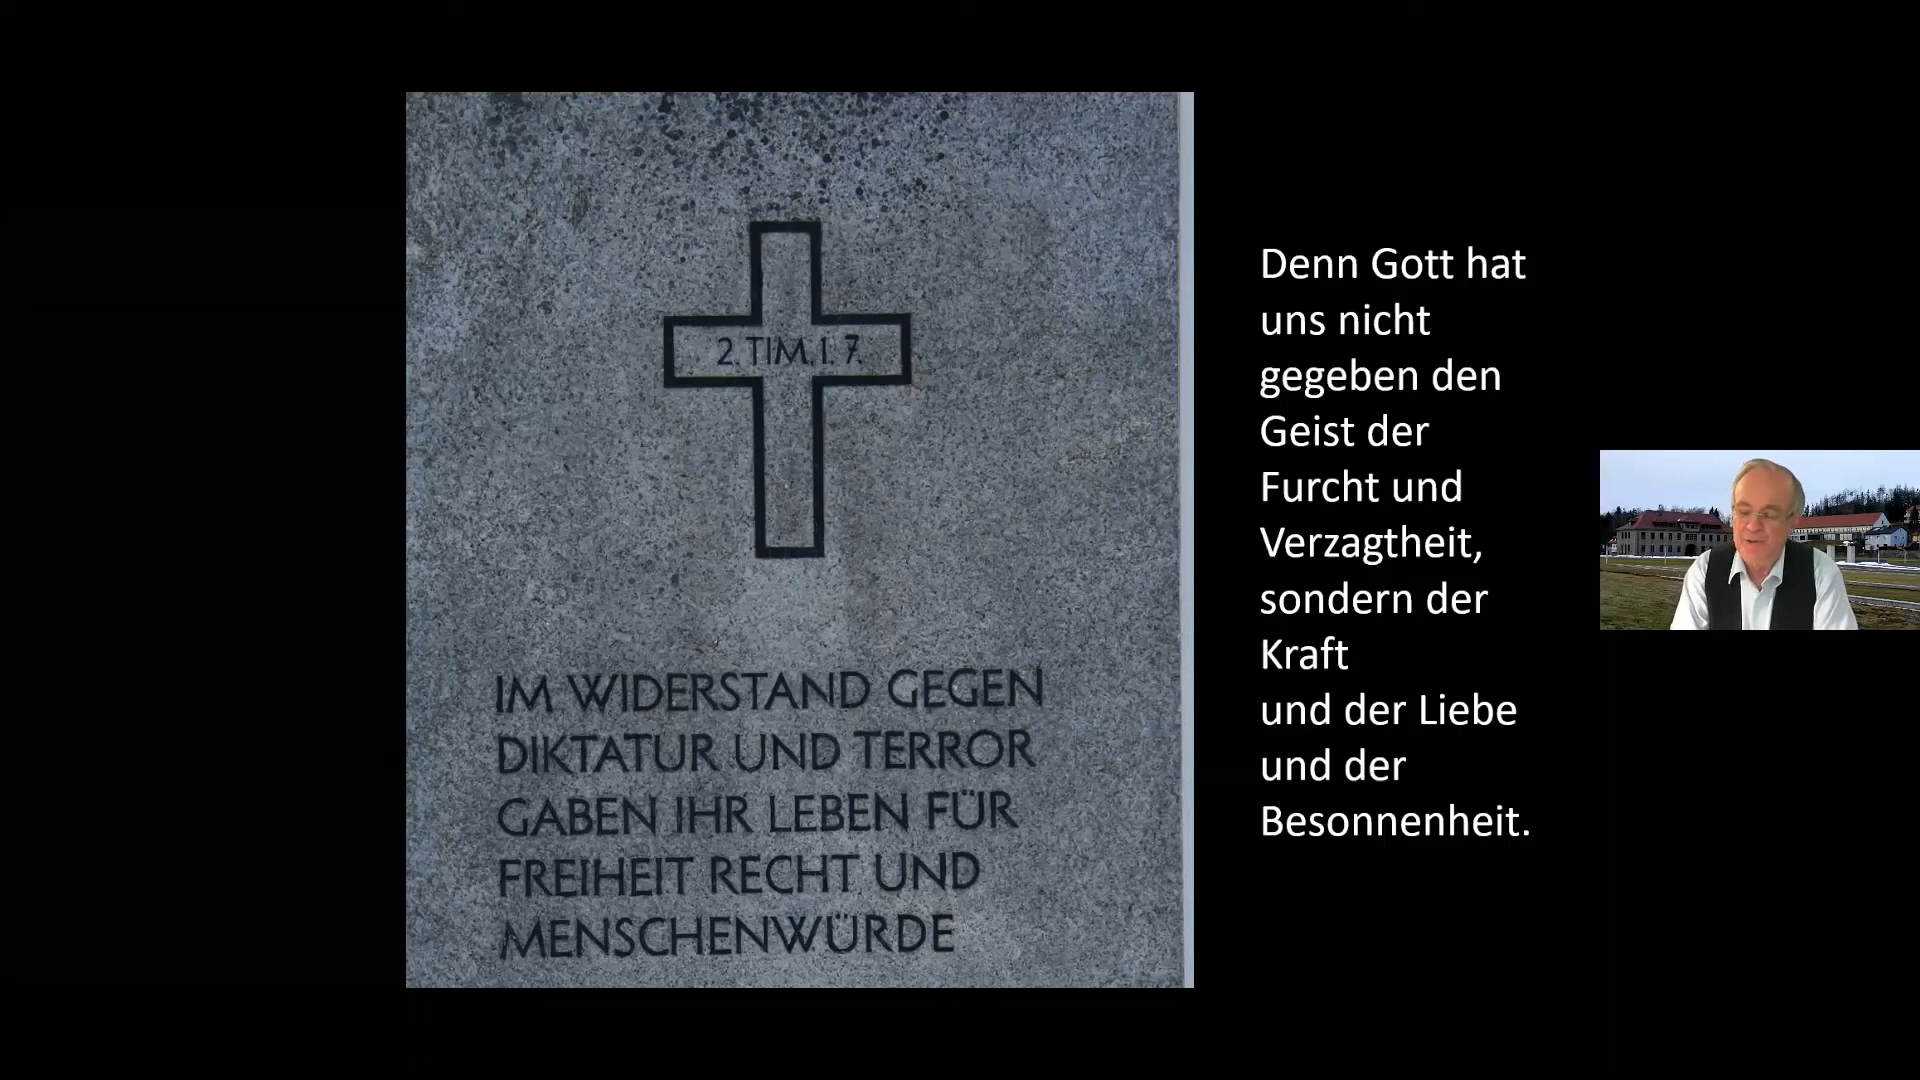 2. TIM. 1. 7.
IM WIDERSTAND GEGEN
DIKTATUR UND TERROR
GABEN IHR LEBEN FÜR
FREIHEIT RECHT UND
MENSCHENWÜRDE
Denn Gott hat
uns nicht
gegeben den
Geist der
Furcht und
Verzagtheit,
sondern der
Kraft
und der Liebe
und der
Besonnenheit.